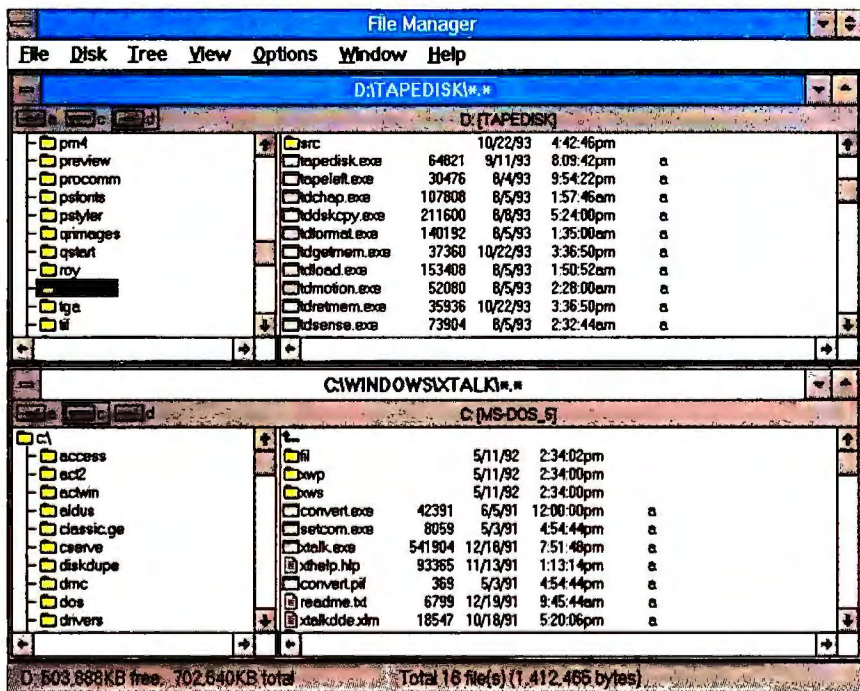 File Manager
File Disk Tree View Options Window Help
D:\TAPEDISK\*.*
a c d D: [TAPEDISK]
pm4
preview
procomm
psfonts
pstyler
qrimages
qstart
roy
tga
tif
src 10/22/93 4:42:46pm
tapedisk.exe 64821 9/11/93 8:09:42pm a
tapeleft.exe 30476 8/4/93 9:54:22pm a
tdchap.exe 107808 8/5/93 1:57:46am a
tddskcpy.exe 211600 8/8/93 5:24:00pm a
tdformat.exe 140192 8/5/93 1:35:00am a
tdgetmem.exe 37360 10/22/93 3:36:50pm a
tdload.exe 153408 8/5/93 1:50:52am a
tdmotion.exe 52080 8/5/93 2:28:00am a
tdretmem.exe 35936 10/22/93 3:36:50pm a
tdsense.exe 73904 8/5/93 2:32:44am a
C:\WINDOWS\XTALK\*.*
a c d C: [MS-DOS_5]
c:\
access
act2
actwin
aldus
classic.ge
cserve
diskdupe
dmc
dos
drivers
fil 5/11/92 2:34:02pm
xwp 5/11/92 2:34:00pm
xws 5/11/92 2:34:00pm
convert.exe 42391 6/5/91 12:00:00pm a
setcom.exe 8059 5/3/91 4:54:44pm a
xtalk.exe 541904 12/16/91 7:51:48pm a
xthelp.hlp 93365 11/13/91 1:13:14pm a
convert.pif 369 5/3/91 4:54:44pm a
readme.txt 6799 12/19/91 9:45:44am a
xtalkdde.xlm 18547 10/18/91 5:20:06pm a
D: 603,888KB free, 702,640KB total Total 16 file(s) (1,412,466 bytes)